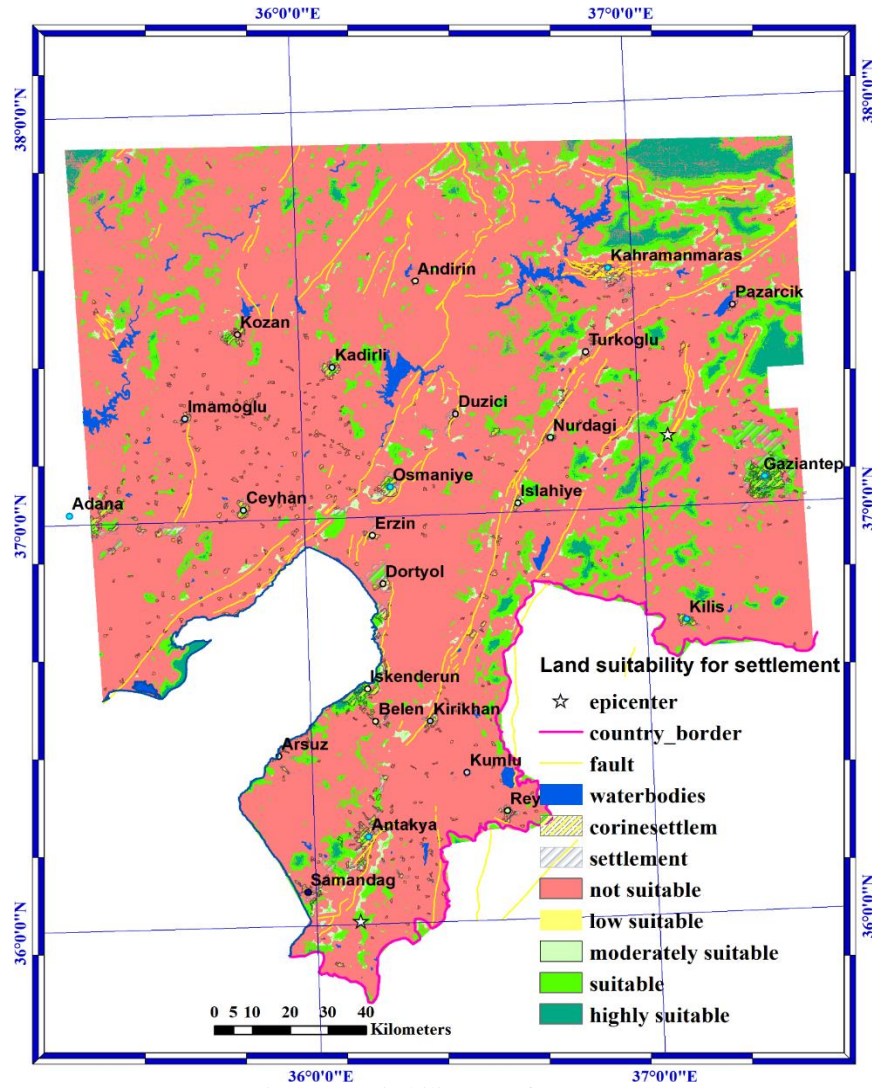 36°0'0"E
37°0'0"E
38°0'0"N
38°0'0"N
Andirin
Kahramanmaras
Pazarcik
Kozan
Turkoglu
Kadirli
Imamoglu
Duzici
Nurdagi
Gaziantep
Osmaniye
Adana
Ceyhan
Islahiye
37°0'0"N
37°0'0"N
Erzin
Dortyol
Kilis
Iskenderun
Belen
Kirikhan
Arsuz
Kumlu
Rey
Antakya
Samandag
36°0'0"N
36°0'0"N
Land suitability for settlement
epicenter
country_border
fault
waterbodies
corinesettlem
settlement
not suitable
low suitable
moderately suitable
suitable
highly suitable
0 5 10 20 30 40
Kilometers
36°0'0"E
37°0'0"E